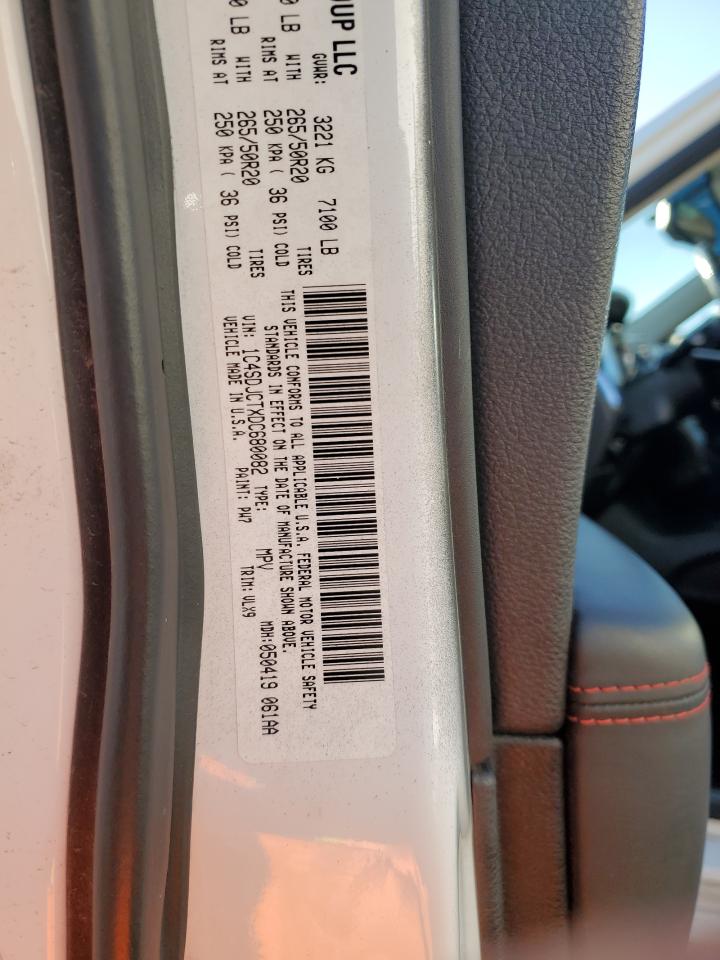 OUP LLC
GVWR: 3221 KG 7100 LB
0 LB WITH 265/50R20 TIRES
RIMS AT 250 KPA ( 36 PSI) COLD
0 LB WITH 265/50R20 TIRES
RIMS AT 250 KPA ( 36 PSI) COLD
THIS VEHICLE CONFORMS TO ALL APPLICABLE U.S.A. FEDERAL MOTOR VEHICLE SAFETY
STANDARDS IN EFFECT ON THE DATE OF MANUFACTURE SHOWN ABOVE.
VIN: 1C4SDJCTXDC680082 TYPE: MPV MDH:050419 061AA
VEHICLE MADE IN U.S.A. PAINT: PW7 TRIM: VLX9